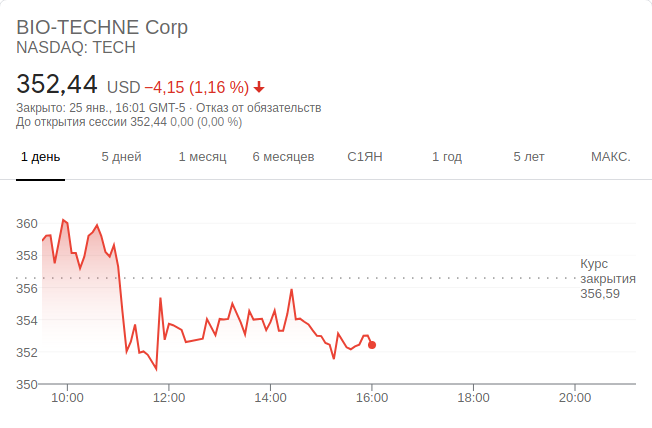 BIO-TECHNE Corp
NASDAQ: TECH
352,44 USD −4,15 (1,16 %)
Закрыто: 25 янв., 16:01 GMT-5 · Отказ от обязательств
До открытия сессии 352,44 0,00 (0,00 %)
1 день 5 дней 1 месяц 6 месяцев С1ЯН 1 год 5 лет МАКС.
360
358
356
354
352
350
Курс
закрытия
356,59
10:00 12:00 14:00 16:00 18:00 20:00